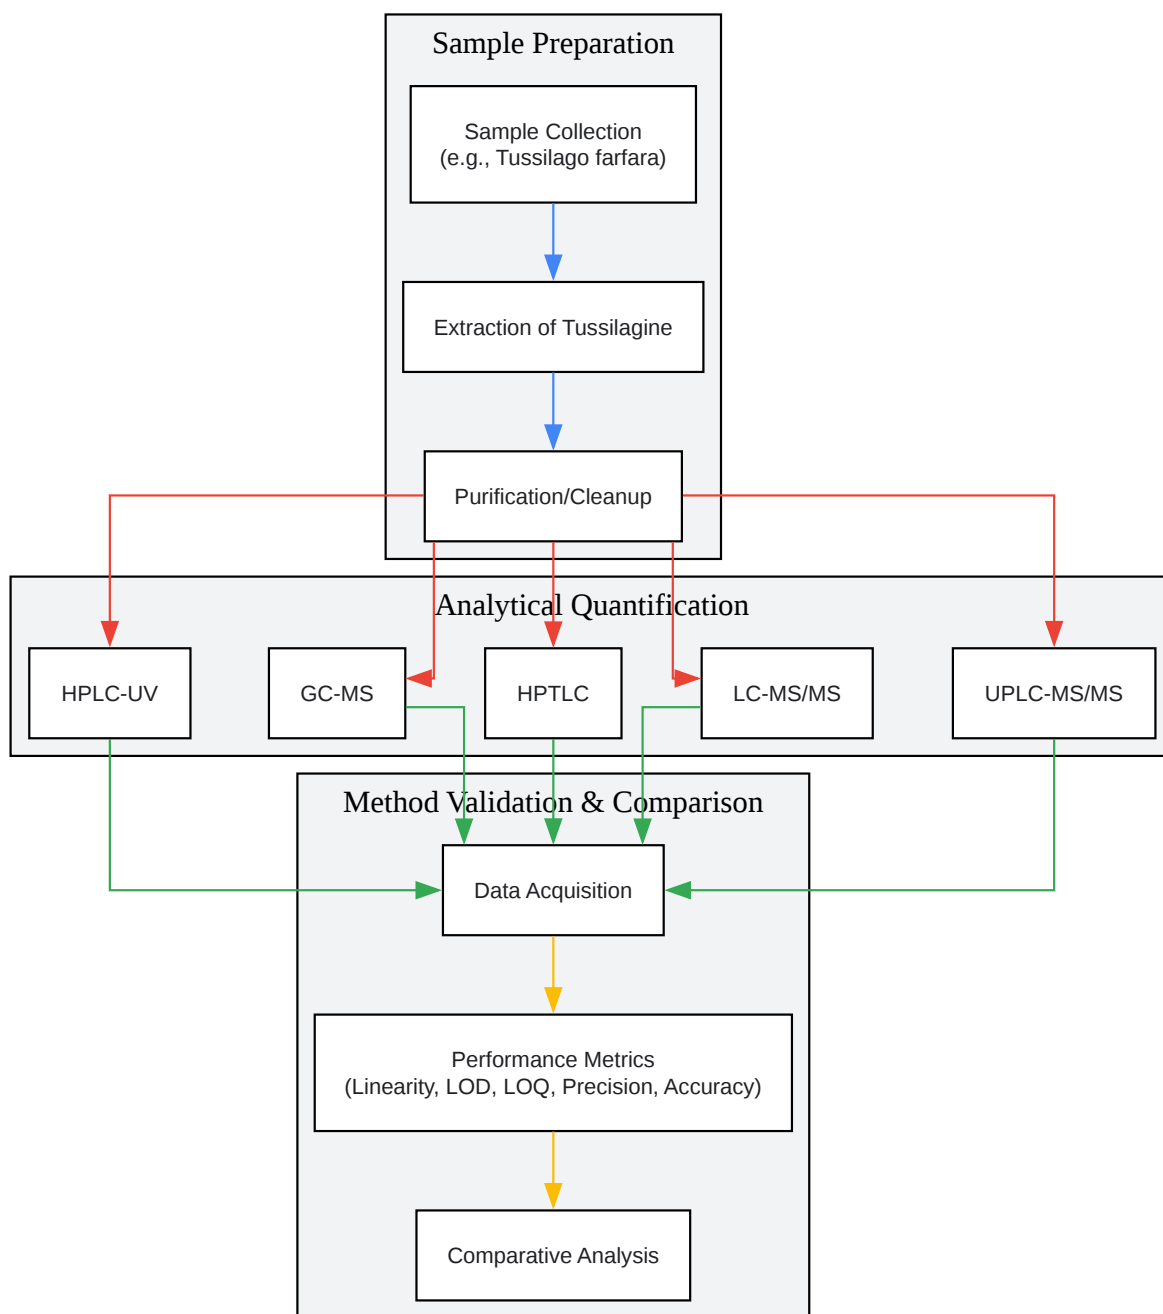 Sample Preparation
Sample Collection
(e.g., Tussilago farfara)
Extraction of Tussilagine
Purification/Cleanup
Analytical Quantification
HPLC-UV
GC-MS
HPTLC
LC-MS/MS
UPLC-MS/MS
Method Validation & Comparison
Data Acquisition
Performance Metrics
(Linearity, LOD, LOQ, Precision, Accuracy)
Comparative Analysis